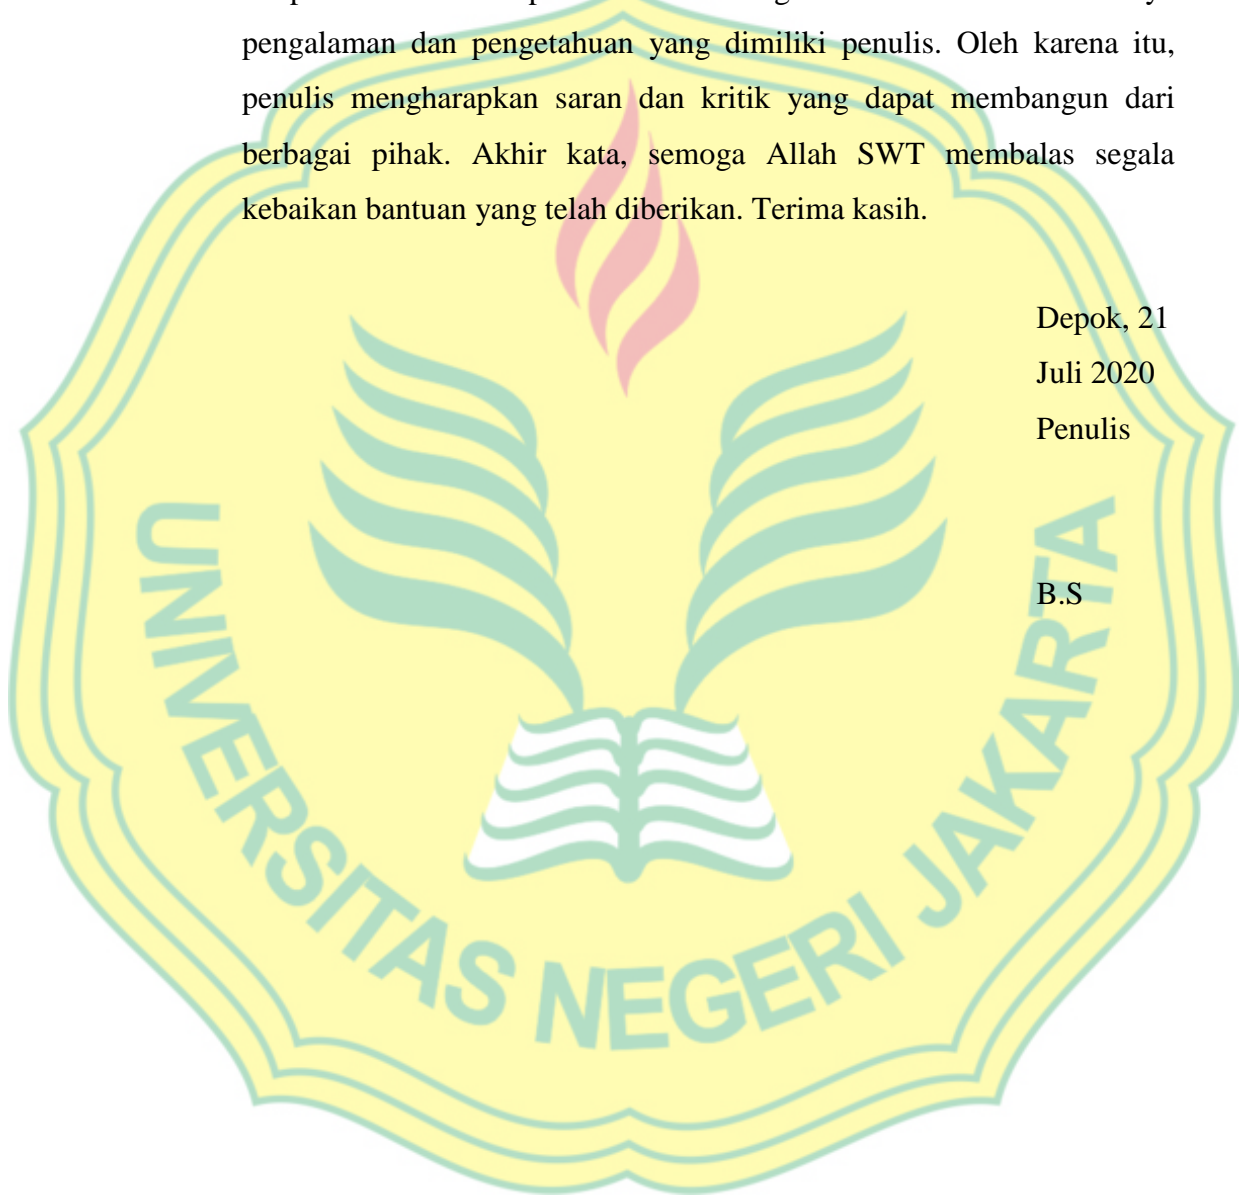 pengalaman dan pengetahuan yang dimiliki penulis. Oleh karena itu,
penulis mengharapkan saran dan kritik yang dapat membangun dari
berbagai pihak. Akhir kata, semoga Allah SWT membalas segala
kebaikan bantuan yang telah diberikan. Terima kasih.
Depok, 21
Juli 2020
Penulis
B.S
UNIVERSITAS NEGERI JAKARTA